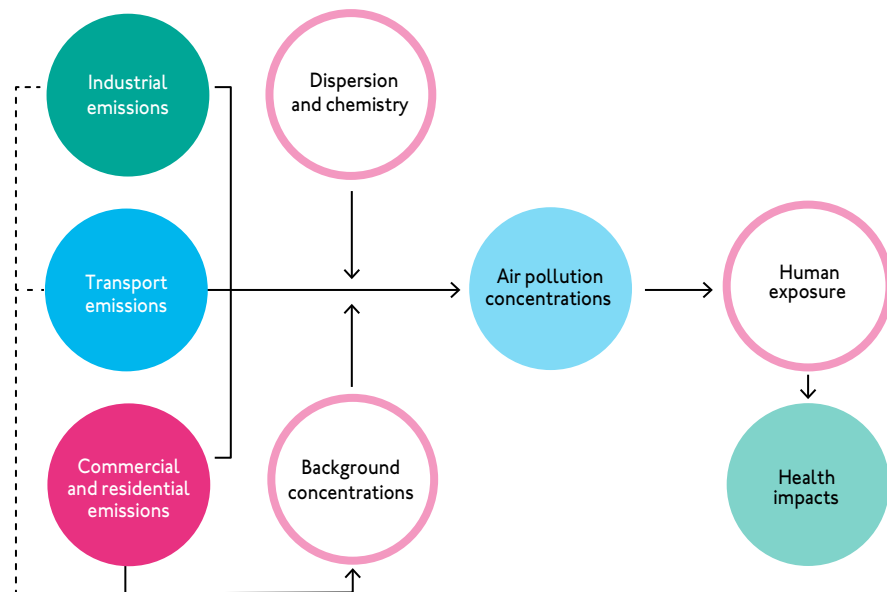 Industrial
emissions
Dispersion
and chemistry
Transport
emissions
Air pollution
concentrations
Human
exposure
Commercial
and residential
emissions
Background
concentrations
Health
impacts